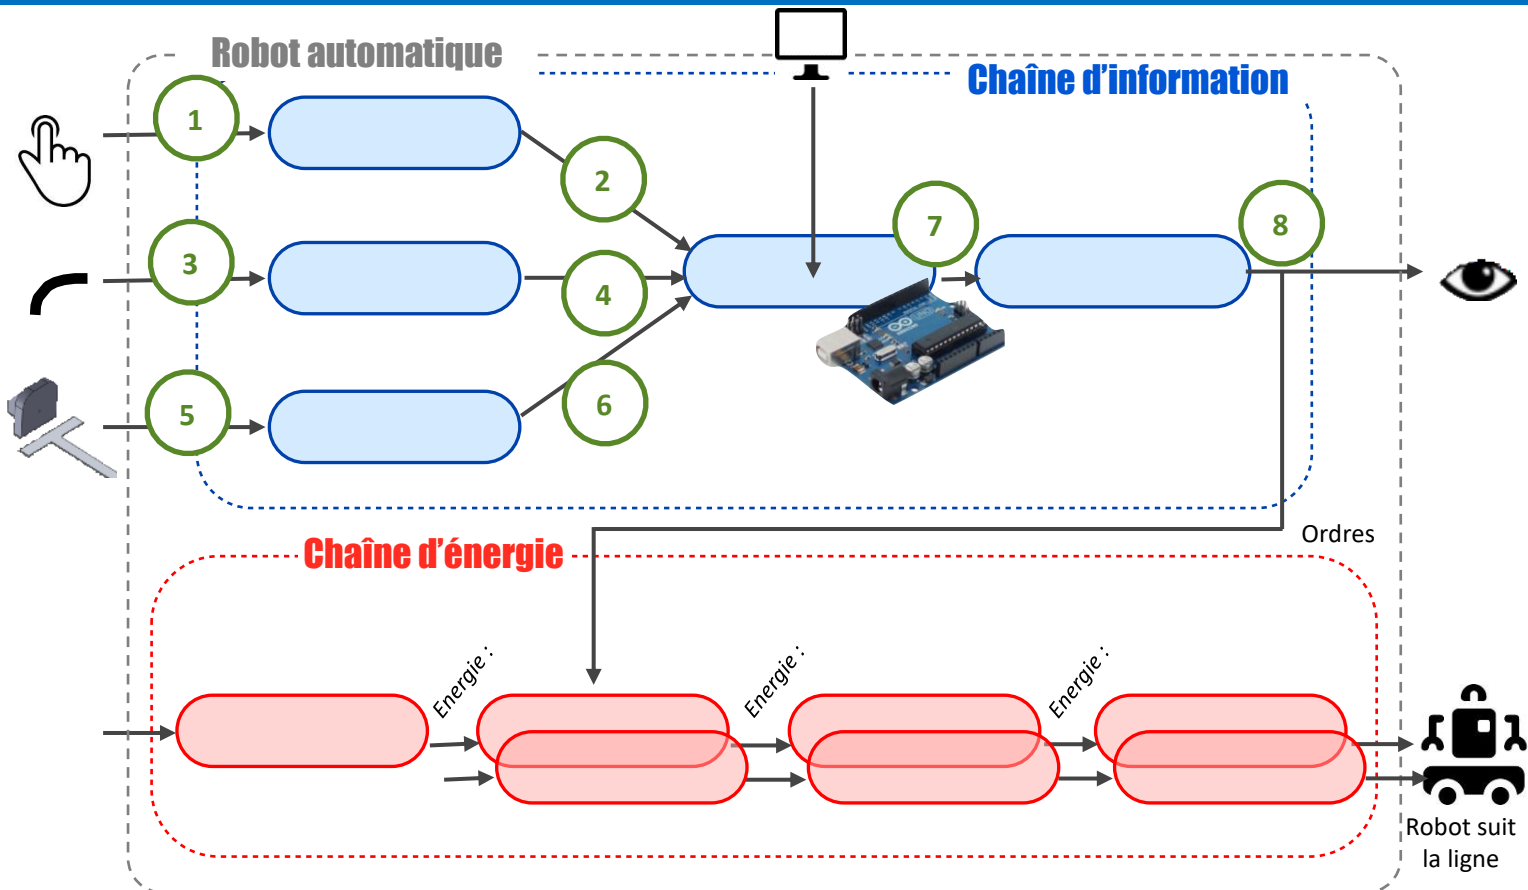 Robot automatique
Chaîne d'information
1
2
3
4
5
6
7
8
UNO
Ordres
Chaîne d'énergie
Energie :
Energie :
Energie :
Robot suit
la ligne